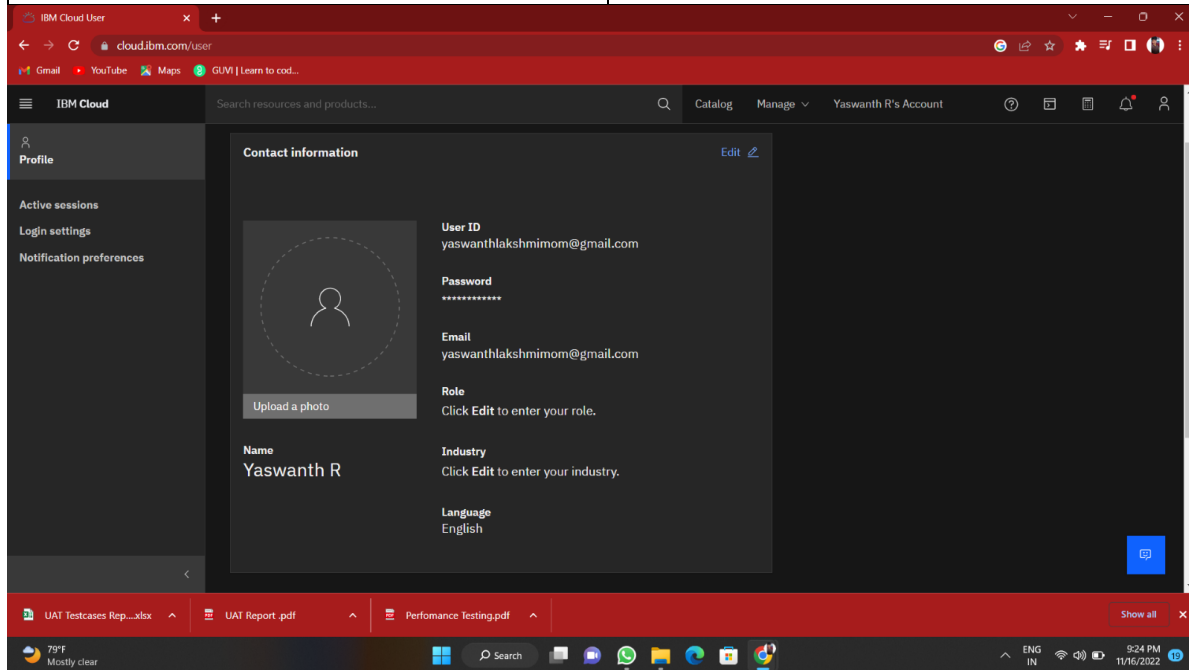 IBM Cloud User
cloud.ibm.com/user
Gmail YouTube Maps GUVI | Learn to cod...
IBM Cloud Search resources and products... Catalog Manage Yaswanth R's Account
Profile
Active sessions
Login settings
Notification preferences
Contact information Edit
Upload a photo
Name
Yaswanth R
User ID
yaswanthlakshmimom@gmail.com
Password
************
Email
yaswanthlakshmimom@gmail.com
Role
Click Edit to enter your role.
Industry
Click Edit to enter your industry.
Language
English
UAT Testcases Rep....xlsx UAT Report .pdf Perfomance Testing.pdf Show all
79°F
Mostly clear
Search
ENG
IN
9:24 PM
11/16/2022
19